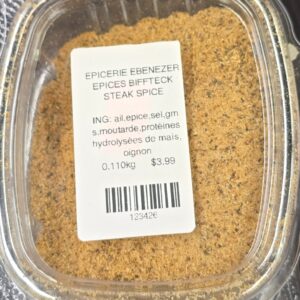 EPICERIE EBENEZER
EPICES BIFFTECK
STEAK SPICE
ING: ail,epice,sel,gm
s,moutarde,protéines
hydrolysées de mais,
oignon
0.110kg $3.99
123426